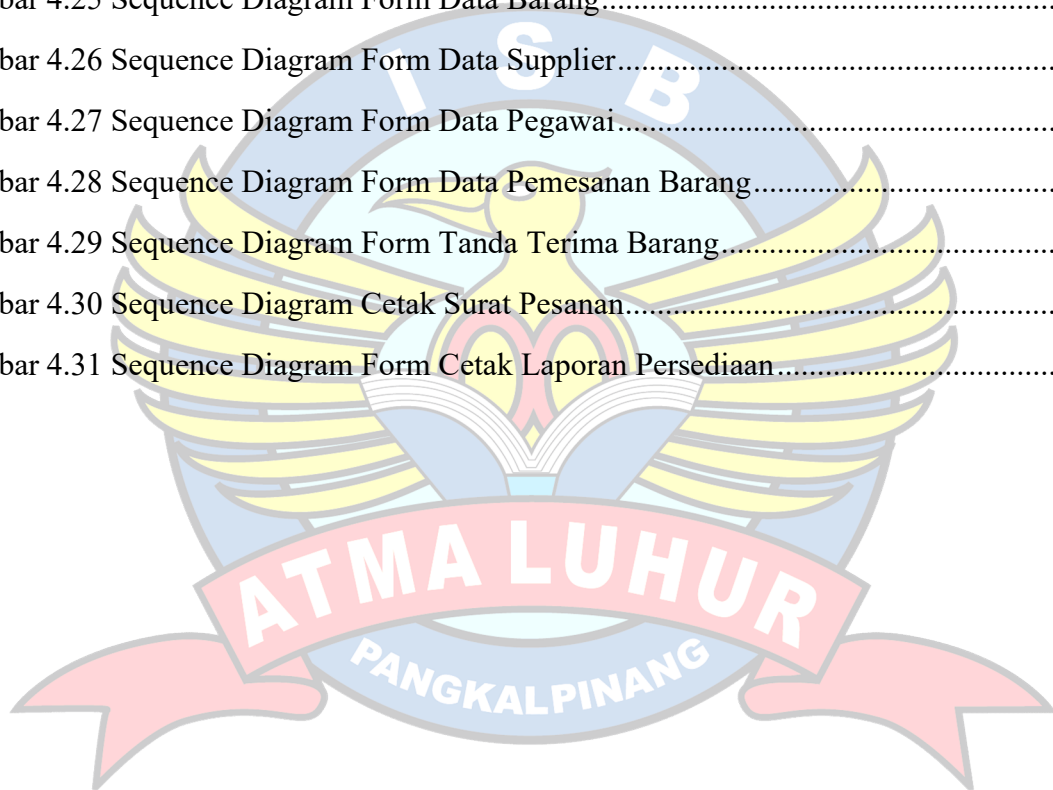 bar 4.25 Sequence Diagram Form Data Barang........................................................
bar 4.26 Sequence Diagram Form Data Supplier......................................................
bar 4.27 Sequence Diagram Form Data Pegawai......................................................
bar 4.28 Sequence Diagram Form Data Pemesanan Barang.....................................
bar 4.29 Sequence Diagram Form Tanda Terima Barang.........................................
bar 4.30 Sequence Diagram Cetak Surat Pesanan.....................................................
bar 4.31 Sequence Diagram Form Cetak Laporan Persediaan..................................
I S B
ATMA LUHUR
PANGKALPINANG